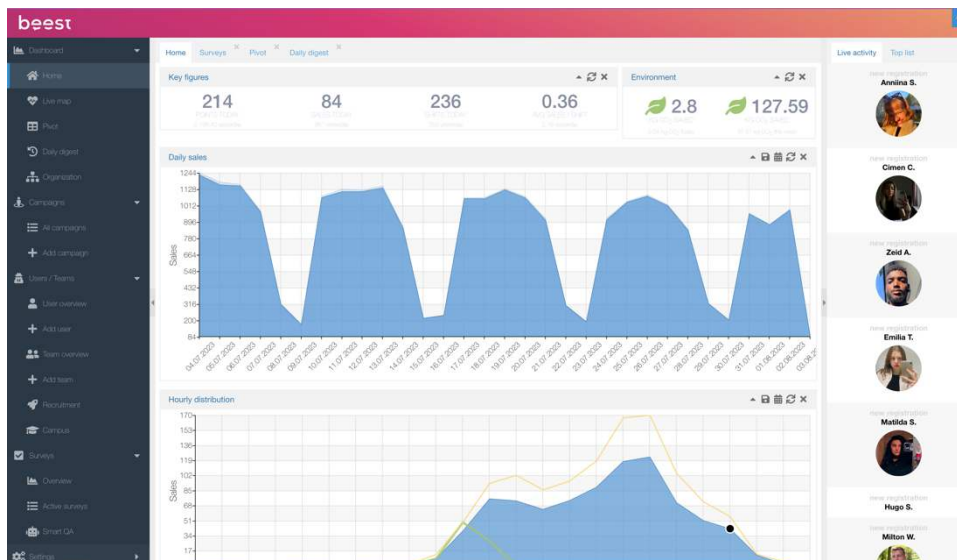 beest
Dashboard
Home
Live map
Pivot
Daily digest
Organization
Campaigns
All campaigns
Add campaign
Users / Teams
User overview
Add user
Team overview
Add team
Recruitment
Campus
Surveys
Overview
Active surveys
Smart QA
Settings
Home Surveys Pivot Daily digest
Key figures
214 84 236 0.36
Environment
2.8 127.59
Daily sales
Sales
1244
1128
1012
896
780
664
548
432
316
200
84
04.07.2023 05.07.2023 06.07.2023 07.07.2023 08.07.2023 09.07.2023 10.07.2023 11.07.2023 12.07.2023 13.07.2023 14.07.2023 15.07.2023 16.07.2023 17.07.2023 18.07.2023 19.07.2023 20.07.2023 21.07.2023 22.07.2023 23.07.2023 24.07.2023 25.07.2023 26.07.2023 27.07.2023 28.07.2023 29.07.2023 30.07.2023 31.07.2023 01.08.2023 02.08.2023 03.08.2
Hourly distribution
Sales
170
153
136
119
102
85
68
51
34
17
Live activity Top list
new registration
Anniina S.
new registration
Cimen C.
new registration
Zeid A.
new registration
Emilia T.
new registration
Matilda S.
new registration
Hugo S.
new registration
Milton W.